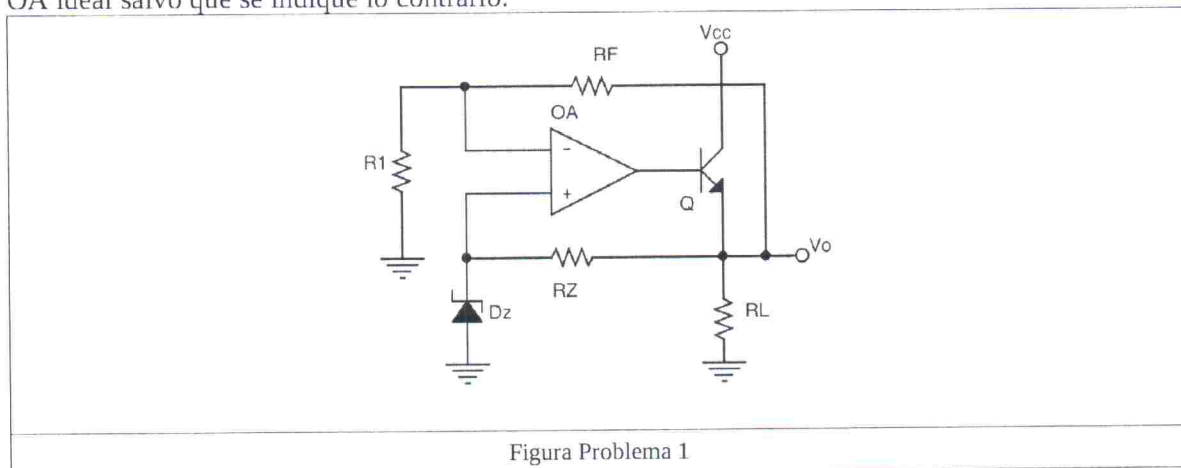 OA ideal salvo que se indique lo contrario.
Vcc
RF
OA
R1
−
+
Q
Vo
RZ
Dz
RL
Figura Problema 1